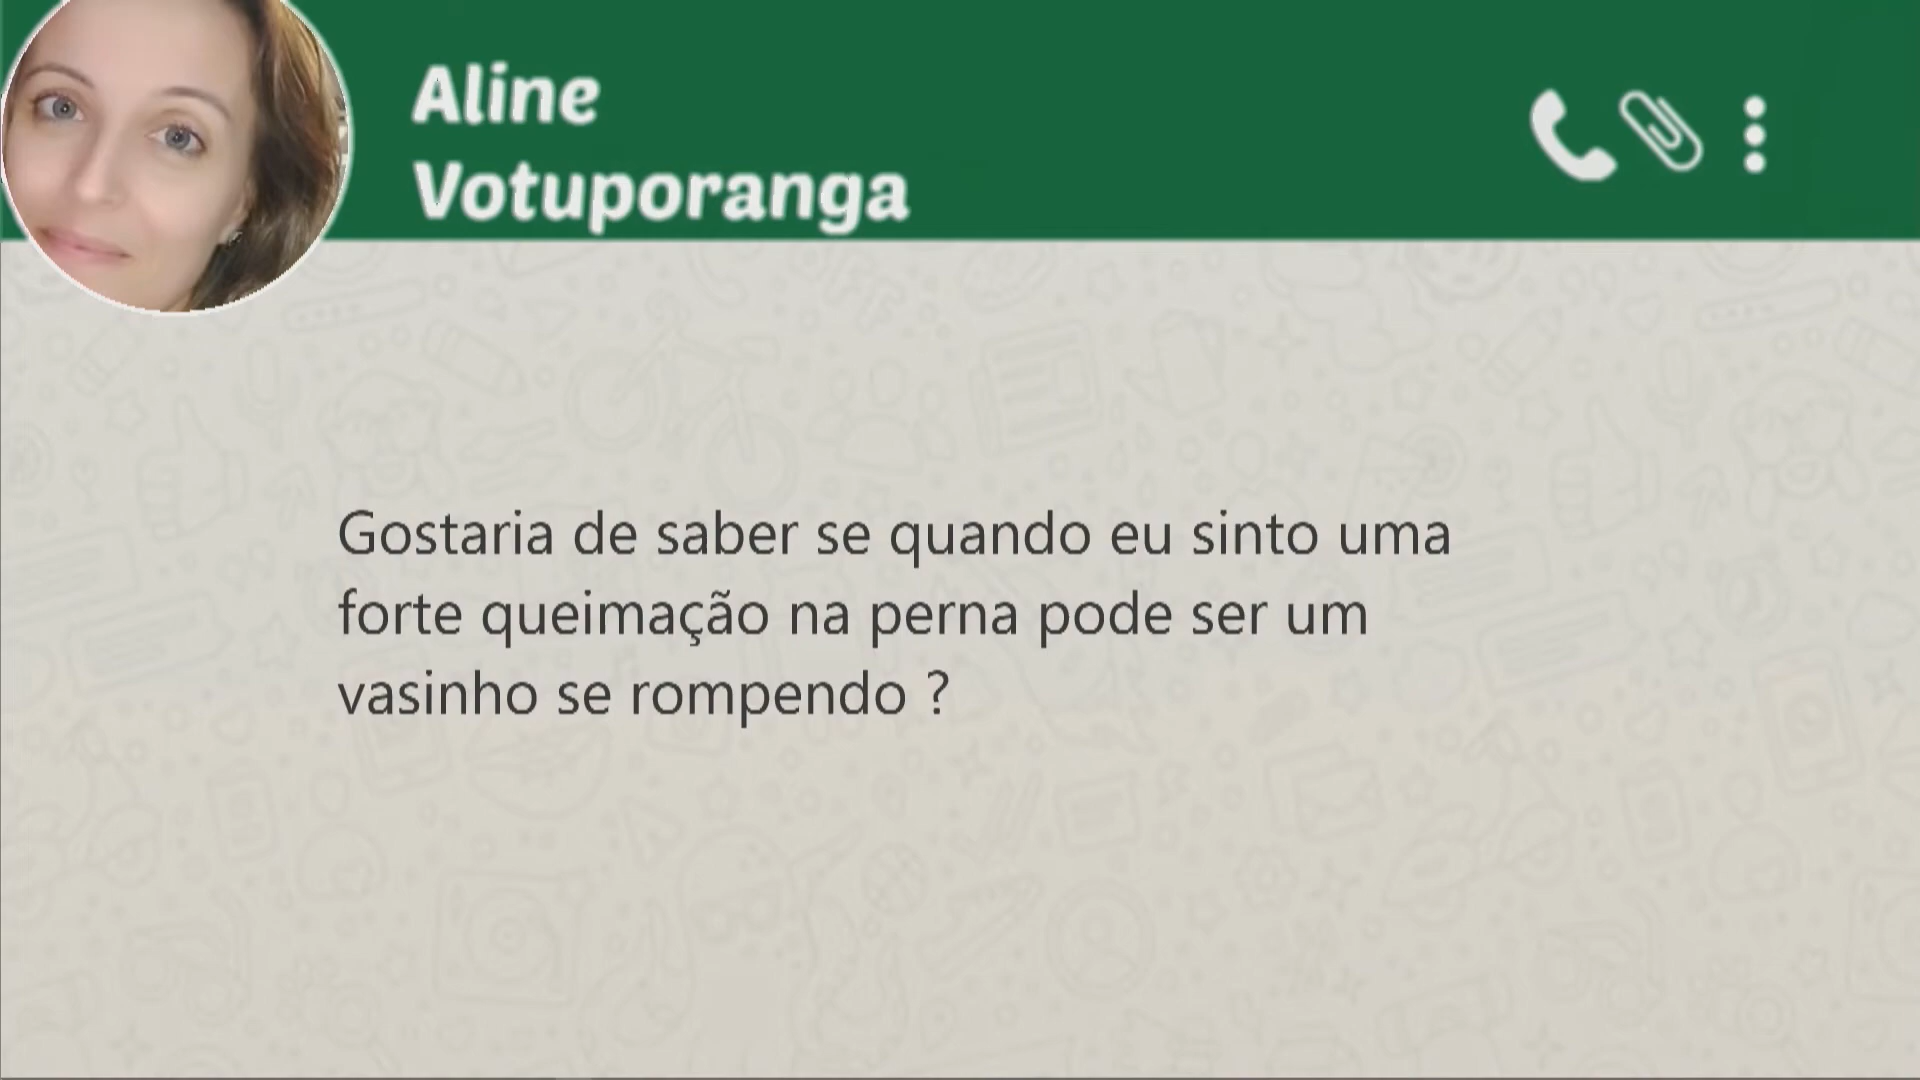 Aline
Votuporanga
Gostaria de saber se quando eu sinto uma
forte queimação na perna pode ser um
vasinho se rompendo ?